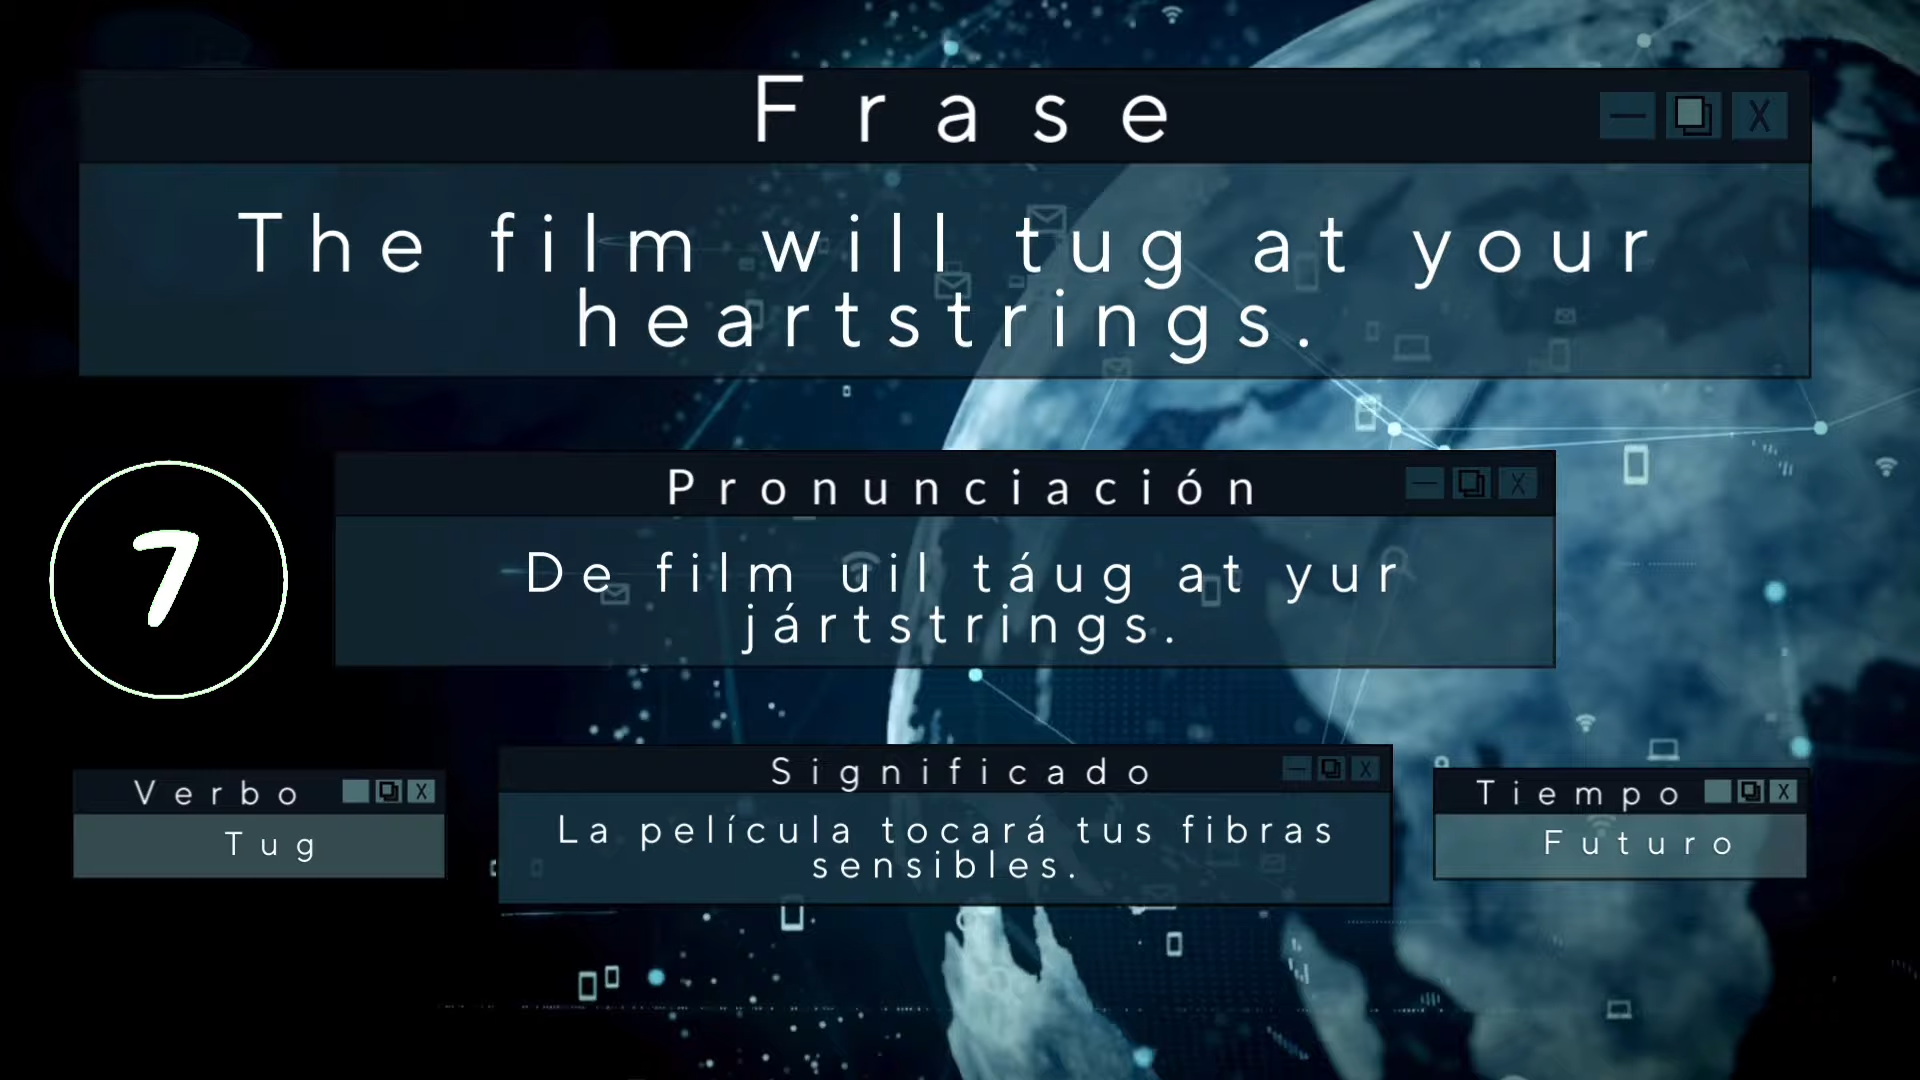 Frase
The film will tug at your
heartstrings.
7
Pronunciación
De film uil táug at yur
jártstrings.
Verbo
Tug
Significado
La película tocará tus fibras
sensibles.
Tiempo
Futuro